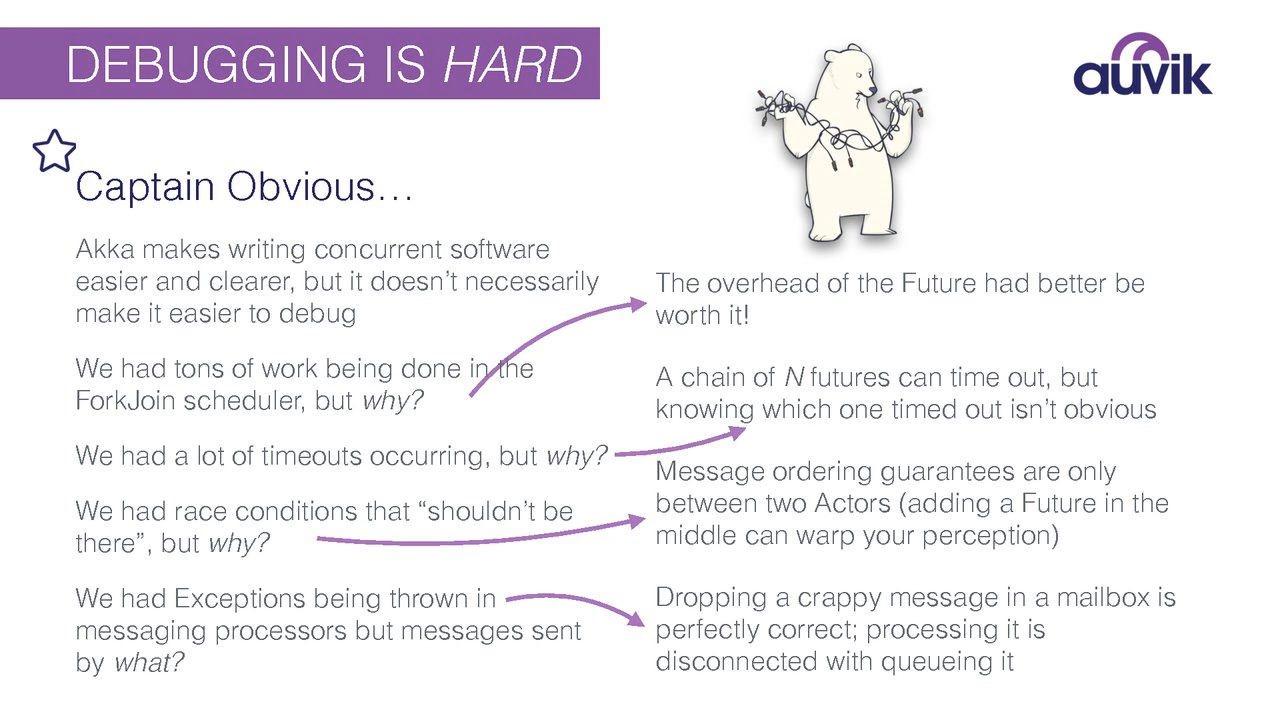 DEBUGGING IS HARD
auvik
Captain Obvious…
Akka makes writing concurrent software
easier and clearer, but it doesn’t necessarily
make it easier to debug
We had tons of work being done in the
ForkJoin scheduler, but why?
We had a lot of timeouts occurring, but why?
We had race conditions that “shouldn’t be
there”, but why?
We had Exceptions being thrown in
messaging processors but messages sent
by what?
The overhead of the Future had better be
worth it!
A chain of N futures can time out, but
knowing which one timed out isn’t obvious
Message ordering guarantees are only
between two Actors (adding a Future in the
middle can warp your perception)
Dropping a crappy message in a mailbox is
perfectly correct; processing it is
disconnected with queueing it